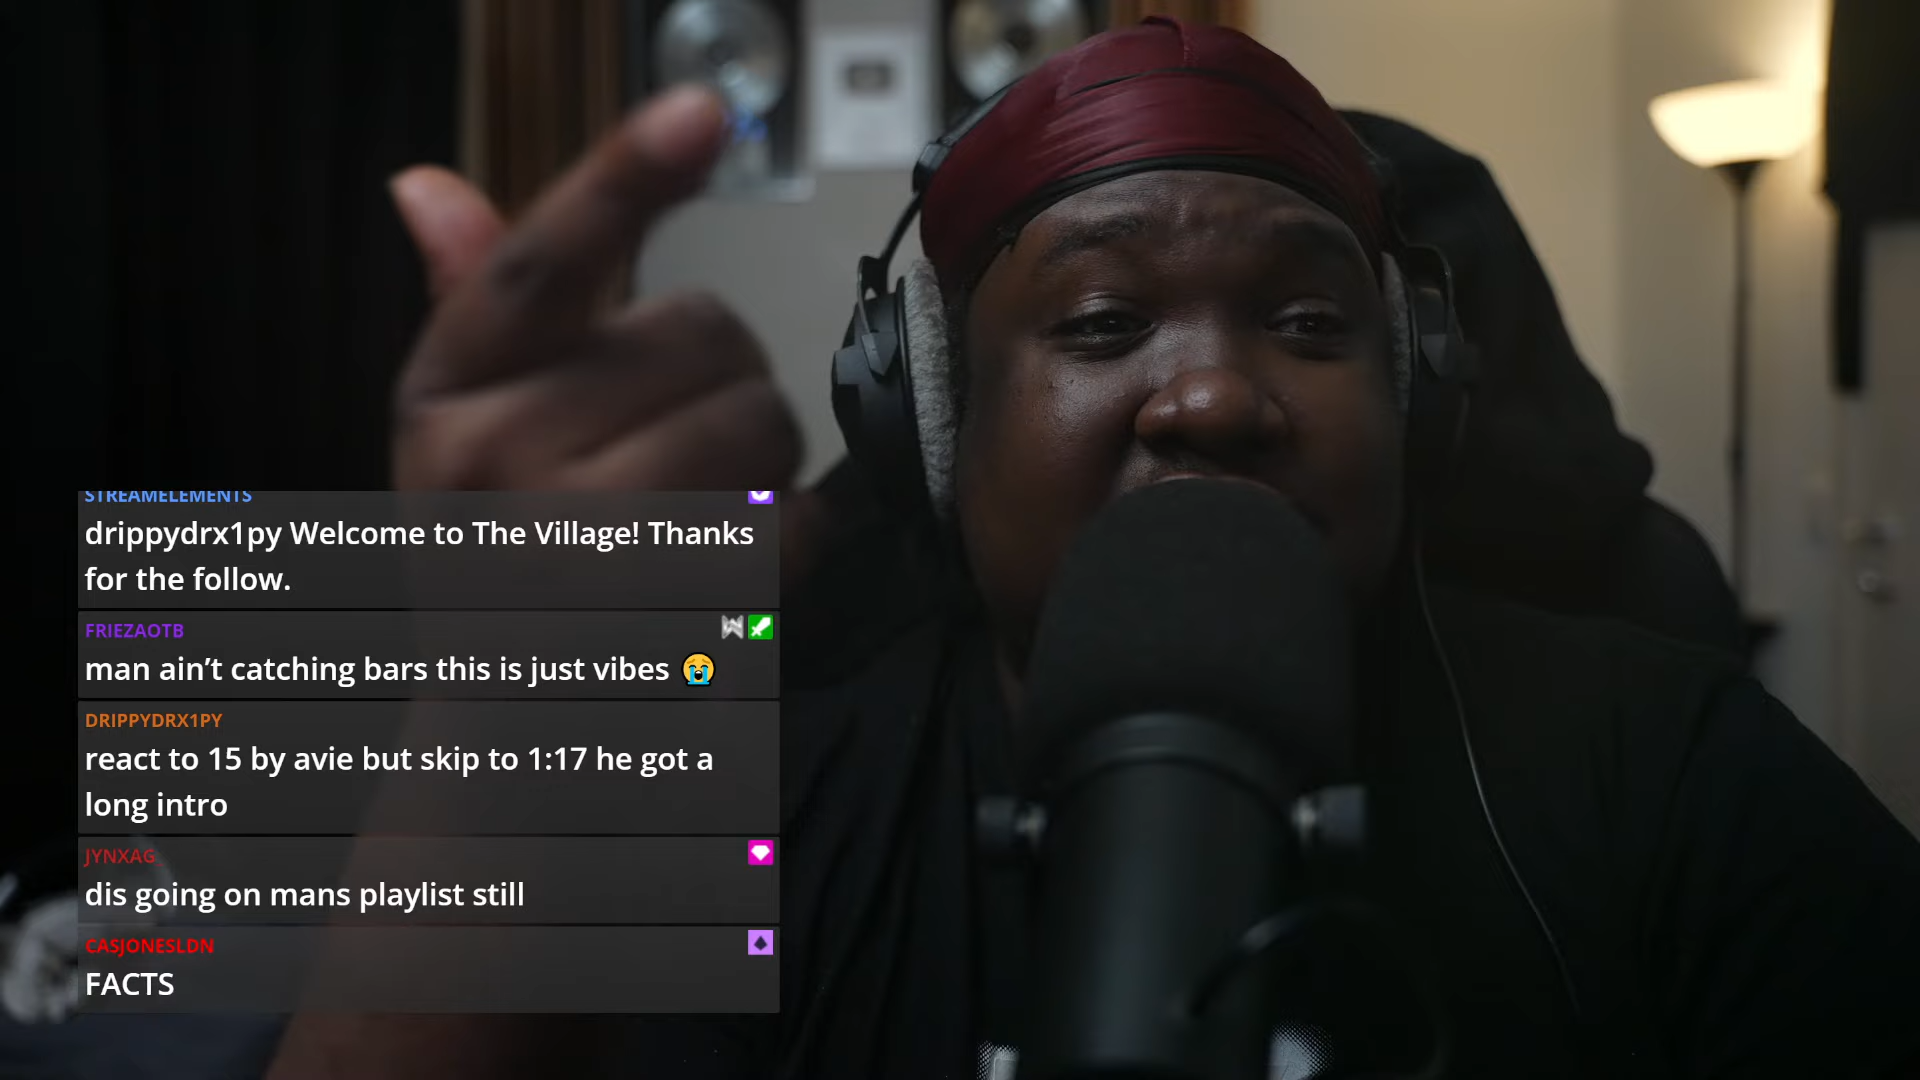 STREAMELEMENTS
drippydrx1py Welcome to The Village! Thanks
for the follow.
FRIEZAOTB
man ain’t catching bars this is just vibes 😭
DRIPPYDRX1PY
react to 15 by avie but skip to 1:17 he got a
long intro
JYNXAG_
dis going on mans playlist still
CASJONESLDN
FACTS